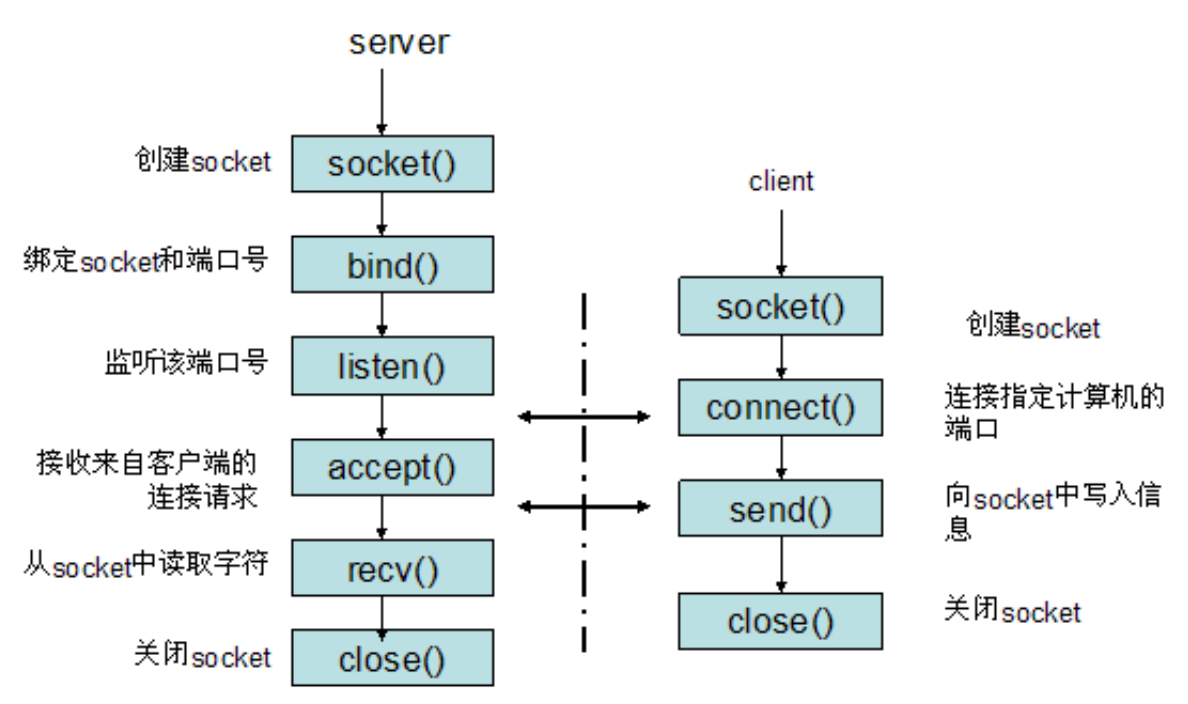 server
创建socket
socket()
绑定socket和端口号
bind()
监听该端口号
listen()
接收来自客户端的
连接请求
accept()
从socket中读取字符
recv()
关闭socket
close()
client
socket()
创建socket
connect()
连接指定计算机的
端口
send()
向socket中写入信
息
close()
关闭socket